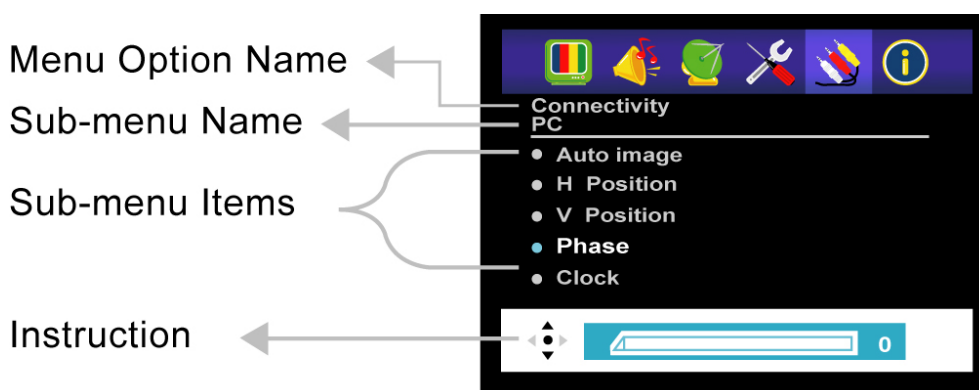 Menu Option Name
Sub-menu Name
Sub-menu Items
Instruction
Connectivity
PC
Auto image
H Position
V Position
Phase
Clock
0